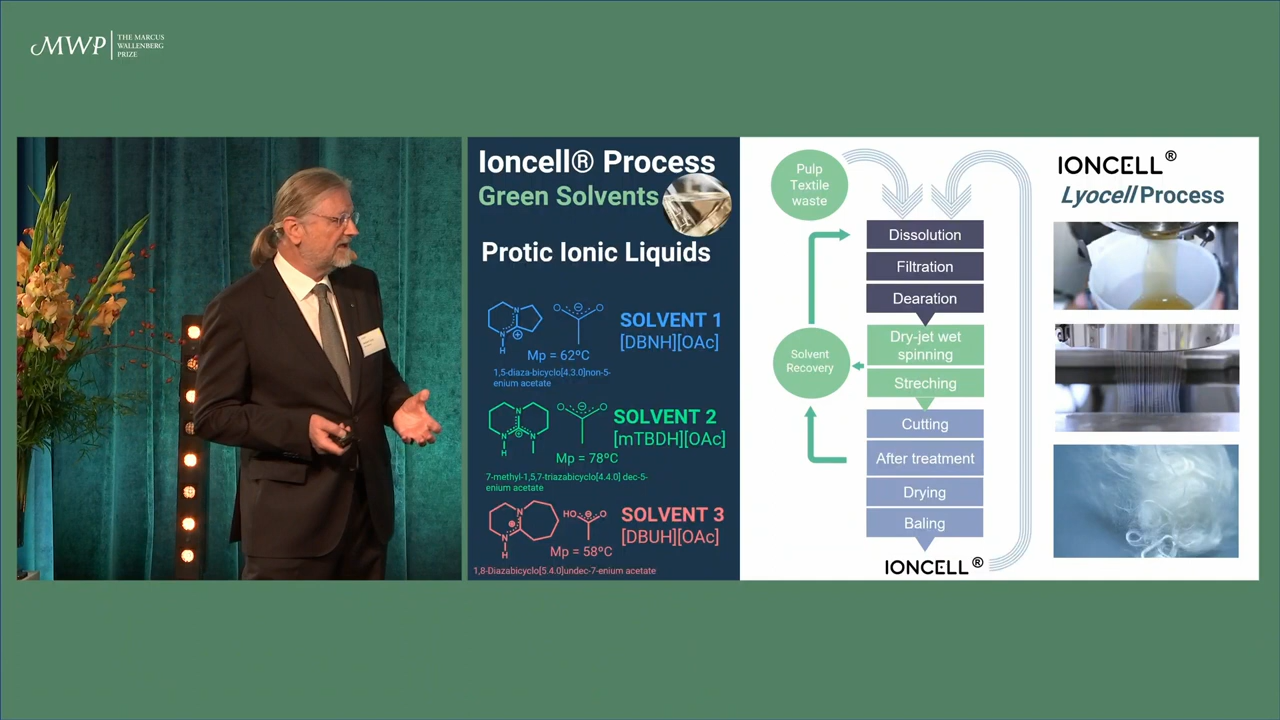 MWP
THE MARCUS
WALLENBERG
PRIZE
Ioncell® Process
Green Solvents
Protic Ionic Liquids
N
N
H
O
O
SOLVENT 1
[DBNH][OAc]
Mp = 62ºC
1,5-diaza-bicyclo[4.3.0]non-5-
enium acetate
N
N
N
H
O
O
SOLVENT 2
[mTBDH][OAc]
Mp = 78ºC
7-methyl-1,5,7-triazabicyclo[4.4.0] dec-5-
enium acetate
N
N
H
HO
O
SOLVENT 3
[DBUH][OAc]
Mp = 58ºC
1,8-Diazabicyclo[5.4.0]undec-7-enium acetate
Pulp
Textile
waste
Solvent
Recovery
Dissolution
Filtration
Dearation
Dry-jet wet
spinning
Streching
Cutting
After treatment
Drying
Baling
IONCELL®
IONCELL®
Lyocell Process